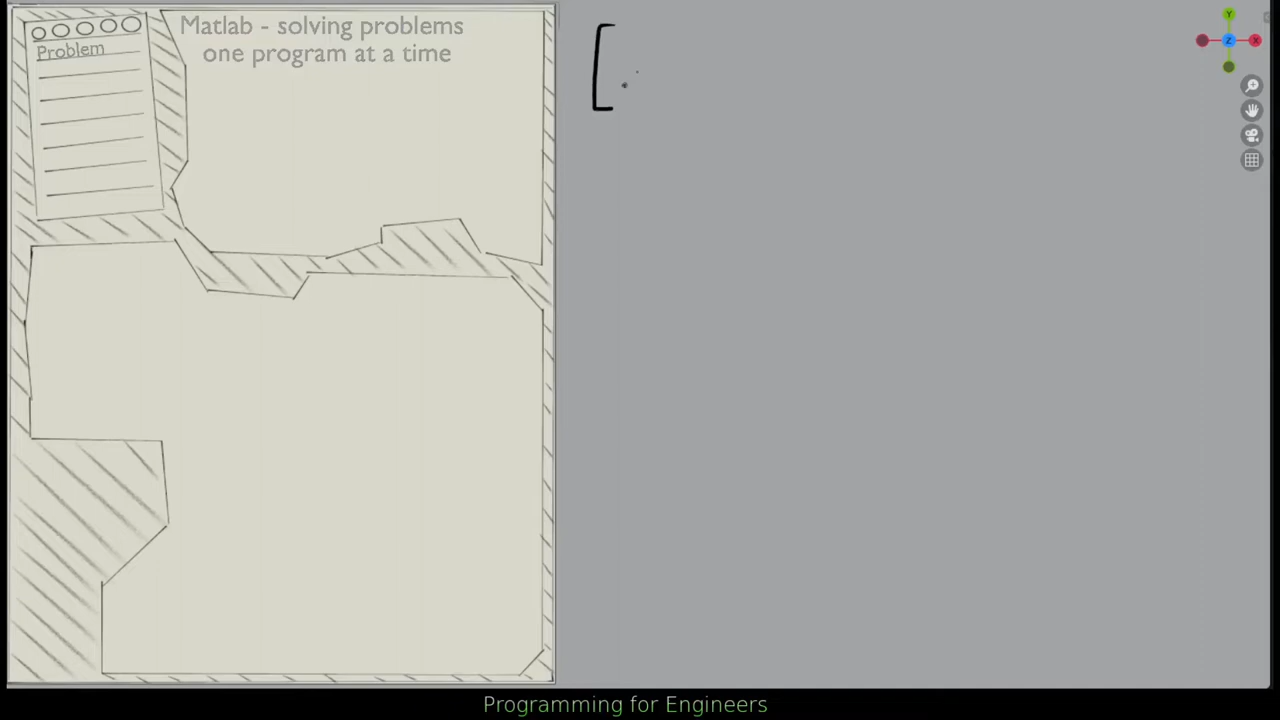 Matlab - solving problems
one program at a time
Problem
[
Y
Z
X
Programming for Engineers